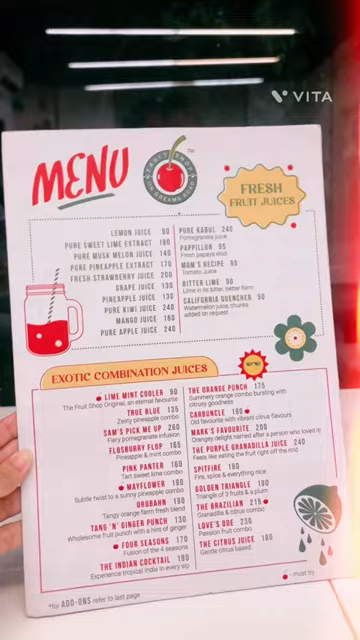 VITA
MENU
TM
FRUIT SHOP
ON GREAMS ROAD
FRESH
FRUIT JUICES
LEMON JUICE 90
PURE SWEET LIME EXTRACT 180
PURE MUSK MELON JUICE 140
PURE PINEAPPLE EXTRACT 170
FRESH STRAWBERRY JUICE 200
GRAPE JUICE 130
PINEAPPLE JUICE 130
PURE KIWI JUICE 240
MANGO JUICE 160
PURE APPLE JUICE 240
PURE KABUL 240
Pomegranate juice
PAPPILLON 95
Fresh papaya elixir
MOM'S RECIPE 95
Tomato Juice
BITTER LIME 90
Lime in its bitter, better form
CALIFORNIA QUENCHER 90
Watermelon juice, chunks
added on request
EXOTIC COMBINATION JUICES
LIME MINT COOLER 90
The Fruit Shop Original, an eternal favourite
TRUE BLUE 135
Zesty pineapple combo
SAM'S PICK ME UP 260
Fiery pomegranate infusion
FLOSBURRY FLOP 165
Pineapple & mint combo
PINK PANTER 160
Tart sweet lime combo
MAYFLOWER 160
Subtle twist to a sunny pineapple combo
OROBAHN 190
Tangy orange farm fresh blend
TANG 'N' GINGER PUNCH 130
Wholesome fruit punch with a hint of ginger
FOUR SEASONS 170
Fusion of the 4 seasons
THE INDIAN COCKTAIL 180
Experience tropical India in every sip
THE ORANGE PUNCH 175
Summery orange combo bursting with
citrusy goodness
CARBUNCLE 190
Old favourite with vibrant citrus flavours
MARK'S FAVOURITE 200
Orangey delight named after a person who loved it
THE PURPLE GRANADILLA JUICE 240
Feels like eating the fruit right off the rind
SPITFIRE 190
Fire, spice & everything nice
GOLDEN TRIANGLE 190
Triangle of 3 fruits & a plum
THE BRAZILIAN 215
Granadilla & citrus combo
LOVE'S ODE 230
Passion fruit combo
THE CITRUS JUICE 180
Gentle citrus based
- must try
*for ADD-ONS refer to last page